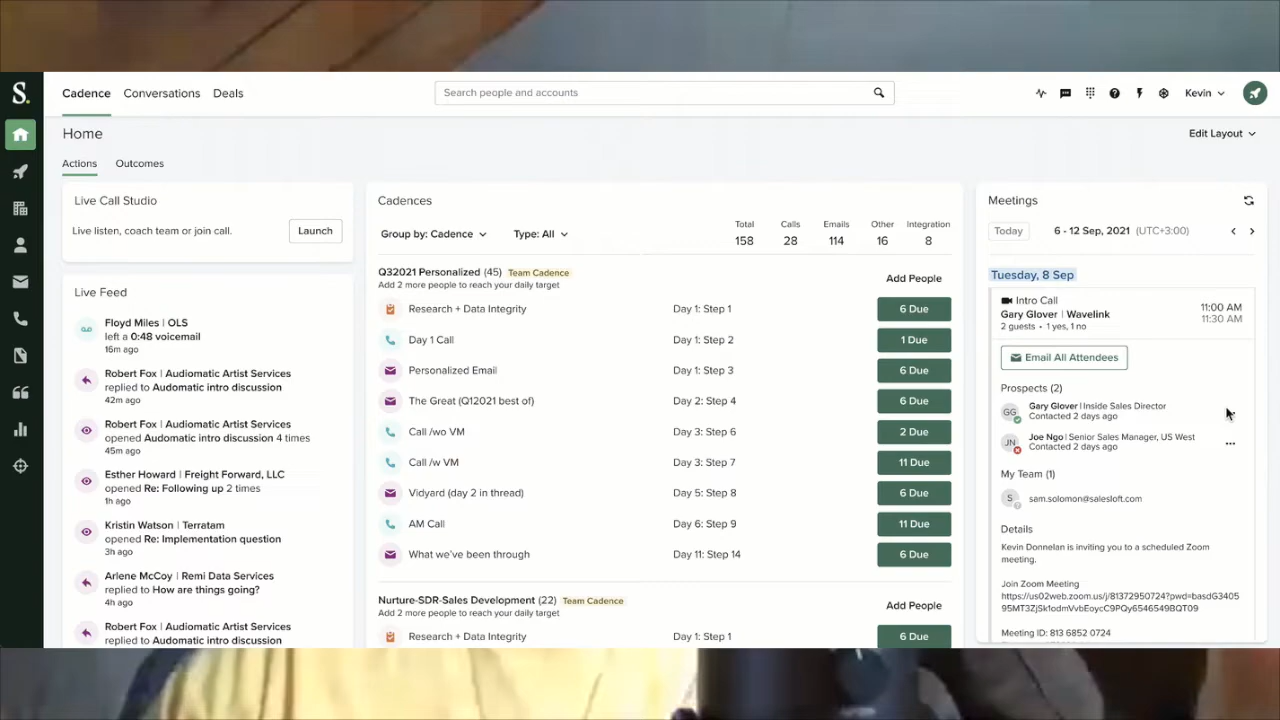 S.
Cadence
Conversations
Deals
Search people and accounts
Kevin
Home
Edit Layout
Actions
Outcomes
Live Call Studio
Live listen, coach team or join call.
Launch
Live Feed
Floyd Miles | OLS
left a 0:48 voicemail
16m ago
Robert Fox | Audiomatic Artist Services
replied to Audomatic intro discussion
42m ago
Robert Fox | Audiomatic Artist Services
opened Audomatic intro discussion 4 times
45m ago
Esther Howard | Freight Forward, LLC
opened Re: Following up 2 times
1h ago
Kristin Watson | Terratam
opened Re: Implementation question
3h ago
Arlene McCoy | Remi Data Services
replied to How are things going?
4h ago
Robert Fox | Audiomatic Artist Services
replied to Audomatic intro discussion
Cadences
Group by: Cadence
Type: All
Total
158
Calls
28
Emails
114
Other
16
Integration
8
Q32021 Personalized (45) Team Cadence
Add 2 more people to reach your daily target
Add People
Research + Data Integrity Day 1: Step 1 6 Due
Day 1 Call Day 1: Step 2 1 Due
Personalized Email Day 1: Step 3 6 Due
The Great (Q12021 best of) Day 2: Step 4 6 Due
Call /wo VM Day 3: Step 6 2 Due
Call /w VM Day 3: Step 7 11 Due
Vidyard (day 2 in thread) Day 5: Step 8 6 Due
AM Call Day 6: Step 9 11 Due
What we've been through Day 11: Step 14 6 Due
Nurture-SDR-Sales Development (22) Team Cadence
Add 2 more people to reach your daily target
Add People
Research + Data Integrity Day 1: Step 1 6 Due
Meetings
Today
6 - 12 Sep, 2021 (UTC+3:00)
Tuesday, 8 Sep
Intro Call
Gary Glover | Wavelink
2 guests • 1 yes, 1 no
11:00 AM
11:30 AM
Email All Attendees
Prospects (2)
GG
Gary Glover | Inside Sales Director
Contacted 2 days ago
JN
Joe Ngo | Senior Sales Manager, US West
Contacted 2 days ago
My Team (1)
S
sam.solomon@salesloft.com
Details
Kevin Donnelan is inviting you to a scheduled Zoom
meeting.
Join Zoom Meeting
https://us02web.zoom.us/j/81372950724?pwd=basdG3405
95MT3ZjSk1odmVvbEoycC9PQy6546549BQT09
Meeting ID: 813 6852 0724